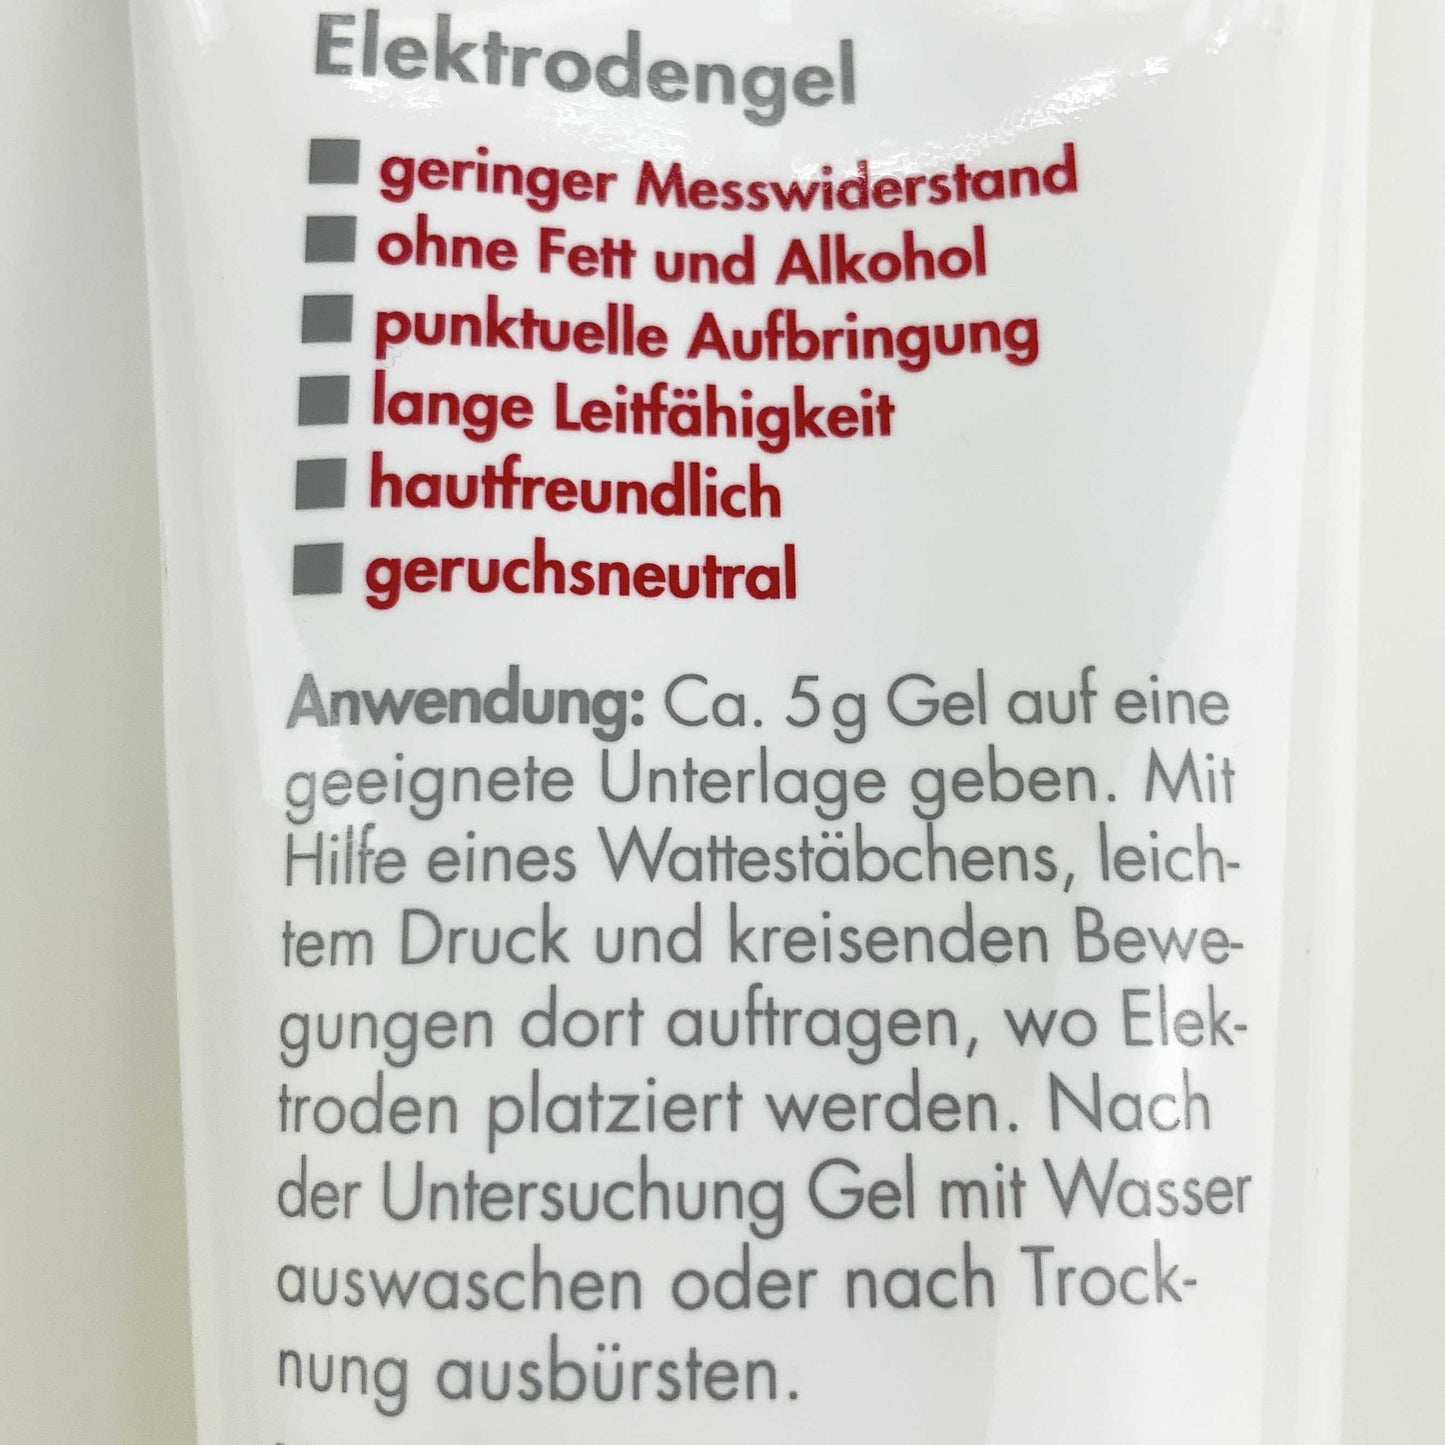 Elektrodengel
geringer Messwiderstand
ohne Fett und Alkohol
punktuelle Aufbringung
lange Leitfähigkeit
hautfreundlich
geruchsneutral
Anwendung: Ca. 5 g Gel auf eine
geeignete Unterlage geben. Mit
Hilfe eines Wattestäbchens, leich-
tem Druck und kreisenden Bewe-
gungen dort auftragen, wo Elek-
troden platziert werden. Nach
der Untersuchung Gel mit Wasser
auswaschen oder nach Trock-
nung ausbürsten.